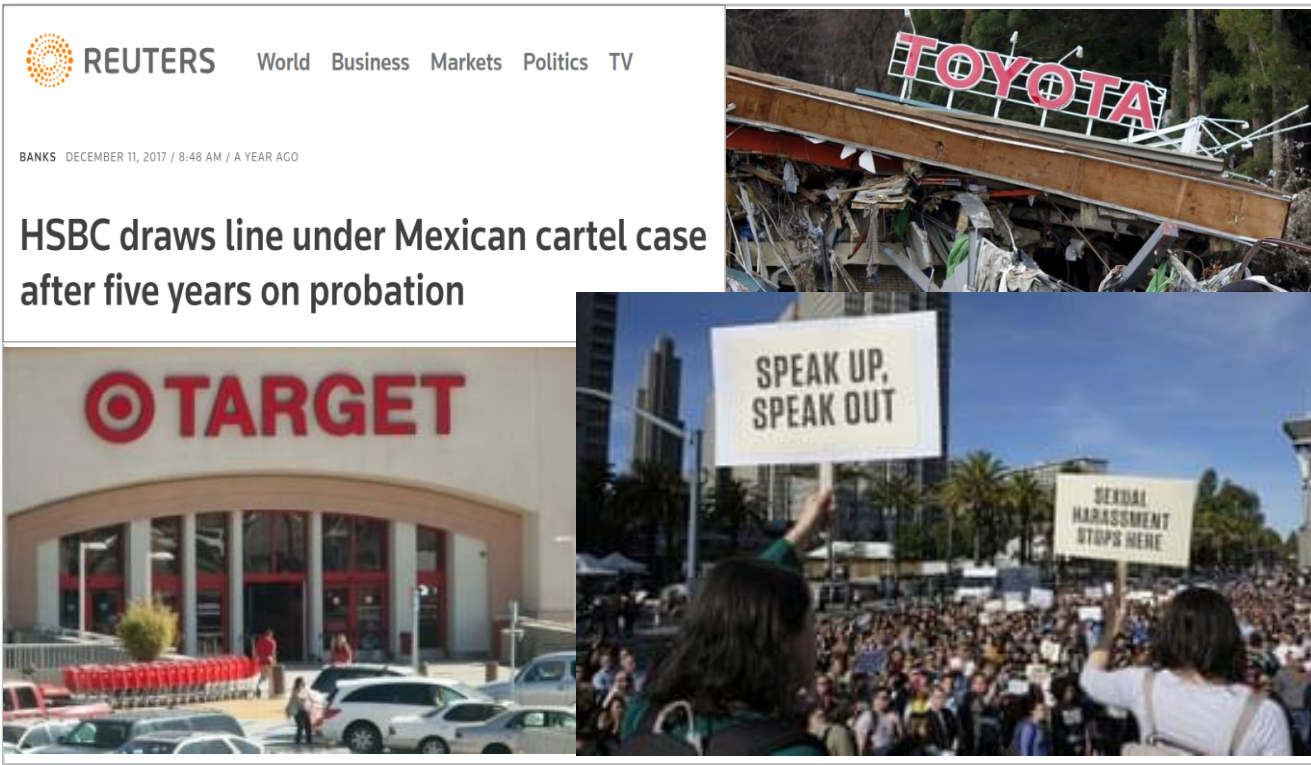 REUTERS World Business Markets Politics TV
BANKS DECEMBER 11, 2017 / 8:48 AM / A YEAR AGO
HSBC draws line under Mexican cartel case
after five years on probation
TOYOTA
TARGET
SPEAK UP,
SPEAK OUT
SEXUAL
HARASSMENT
STOPS HERE